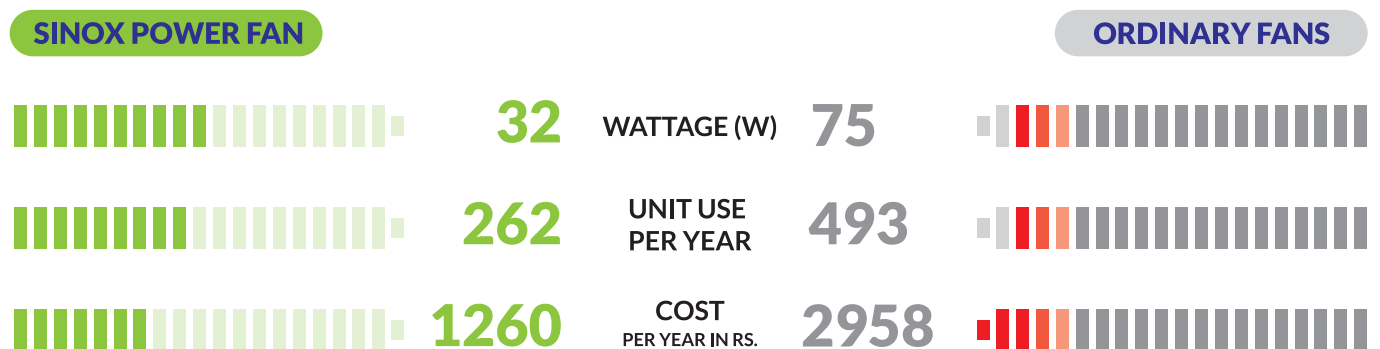 SINOX POWER FAN
ORDINARY FANS
32 WATTAGE (W) 75
262 UNIT USE 493
PER YEAR
1260 COST 2958
PER YEAR IN RS.